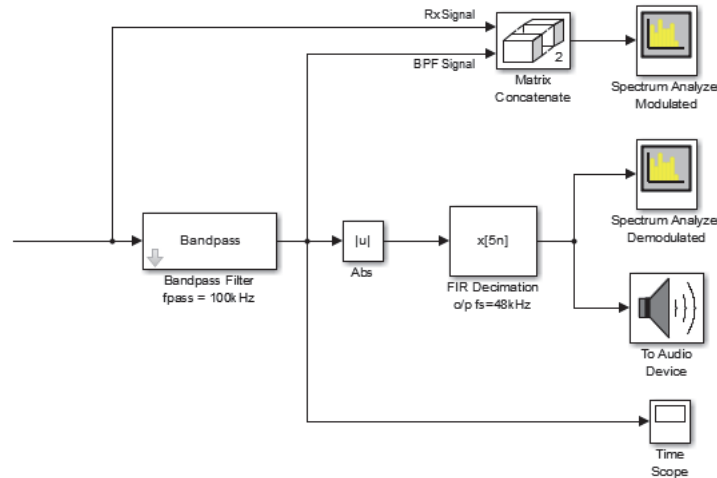 RxSignal
BPF Signal
2
Matrix
Concatenate
Spectrum Analyze
Modulated
Spectrum Analyze
Demodulated
Bandpass
Bandpass Filter
fpass = 100kHz
|u|
Abs
x[5n]
FIR Decimation
o/p fs=48kHz
To Audio
Device
Time
Scope